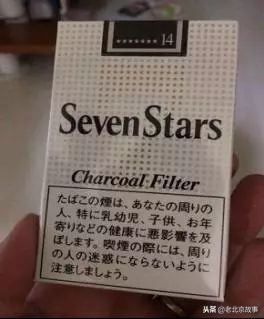 14
SevenStars
Charcoal Filter
たばこの煙は、あなたの周りの
人、特に乳幼児、子供、お年
寄りなどの健康に悪影響を及
ぼします。喫煙の際には、周り
の人の迷惑にならないように
注意しましょう。
头条 @老北京故事